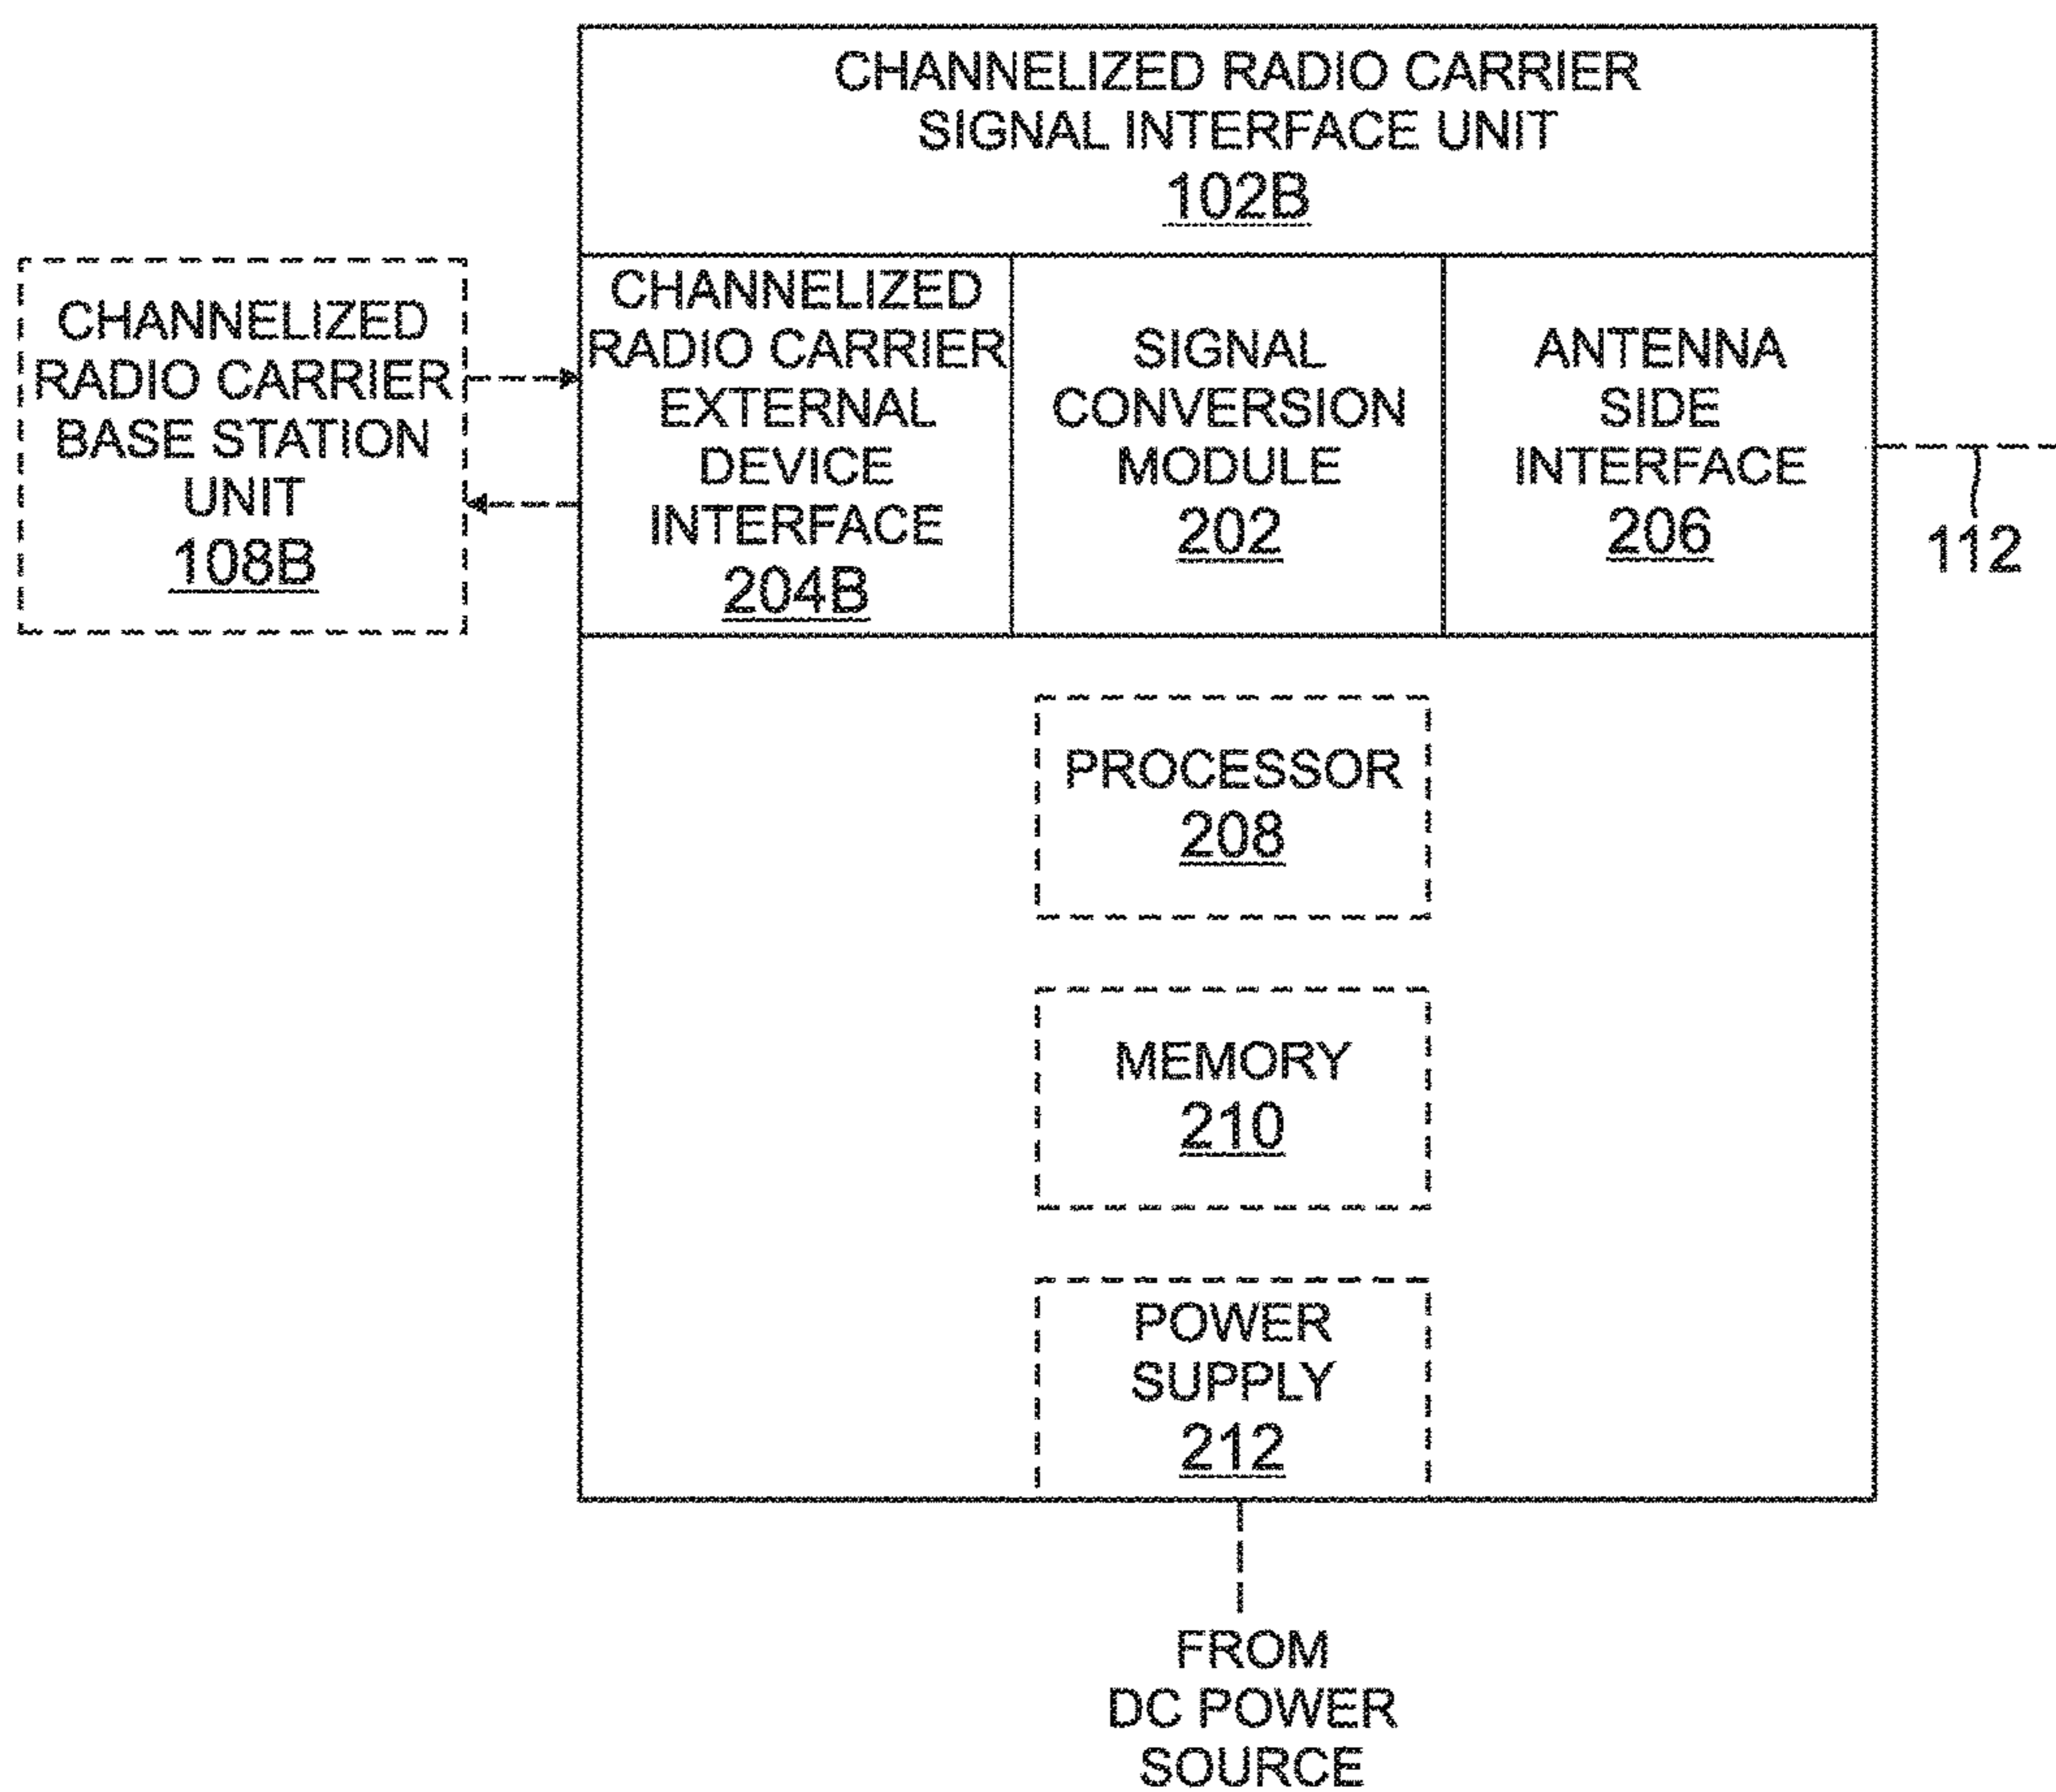 CHANNELIZED RADIO CARRIER
SIGNAL INTERFACE UNIT
102B
CHANNELIZED
RADIO CARRIER
BASE STATION
UNIT
108B
CHANNELIZED
RADIO CARRIER
EXTERNAL
DEVICE
INTERFACE
204B
SIGNAL
CONVERSION
MODULE
202
ANTENNA
SIDE
INTERFACE
206
112
PROCESSOR
208
MEMORY
210
POWER
SUPPLY
212
FROM
DC POWER
SOURCE